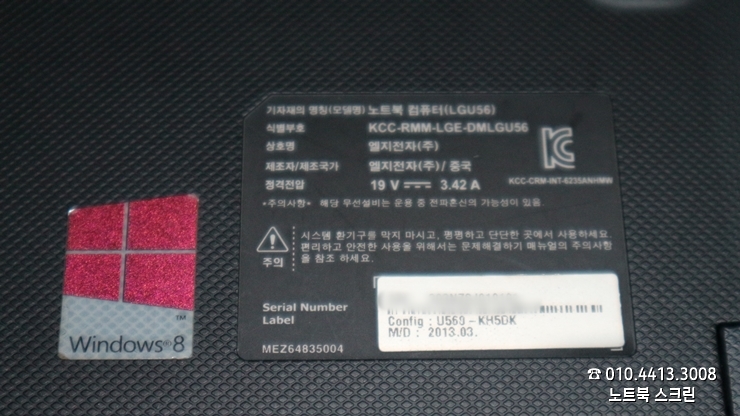 기자재의 명칭(모델명) 노트북 컴퓨터(LGU56)
식별부호 KCC-RMM-LGE-DMLGU56
상호명 엘지전자(주)
제조자/제조국가 엘지전자(주) / 중국
정격전압 19 V 3.42 A
KCC-CRM-INT-6235ANHMW
*주의사항* 해당 무선설비는 운용 중 전파혼신의 가능성이 있음.
주의
시스템 환기구를 막지 마시고, 평평하고 단단한 곳에서 사용하세요.
편리하고 안전한 사용을 위해서는 문제해결하기 매뉴얼의 주의사항
을 참조 하세요.
Serial Number
Label
Config : U560-KH5DK
M/D : 2013.03.
MEZ64835004
Windows 8
TM
☎ 010.4413.3008
노트북 스크린